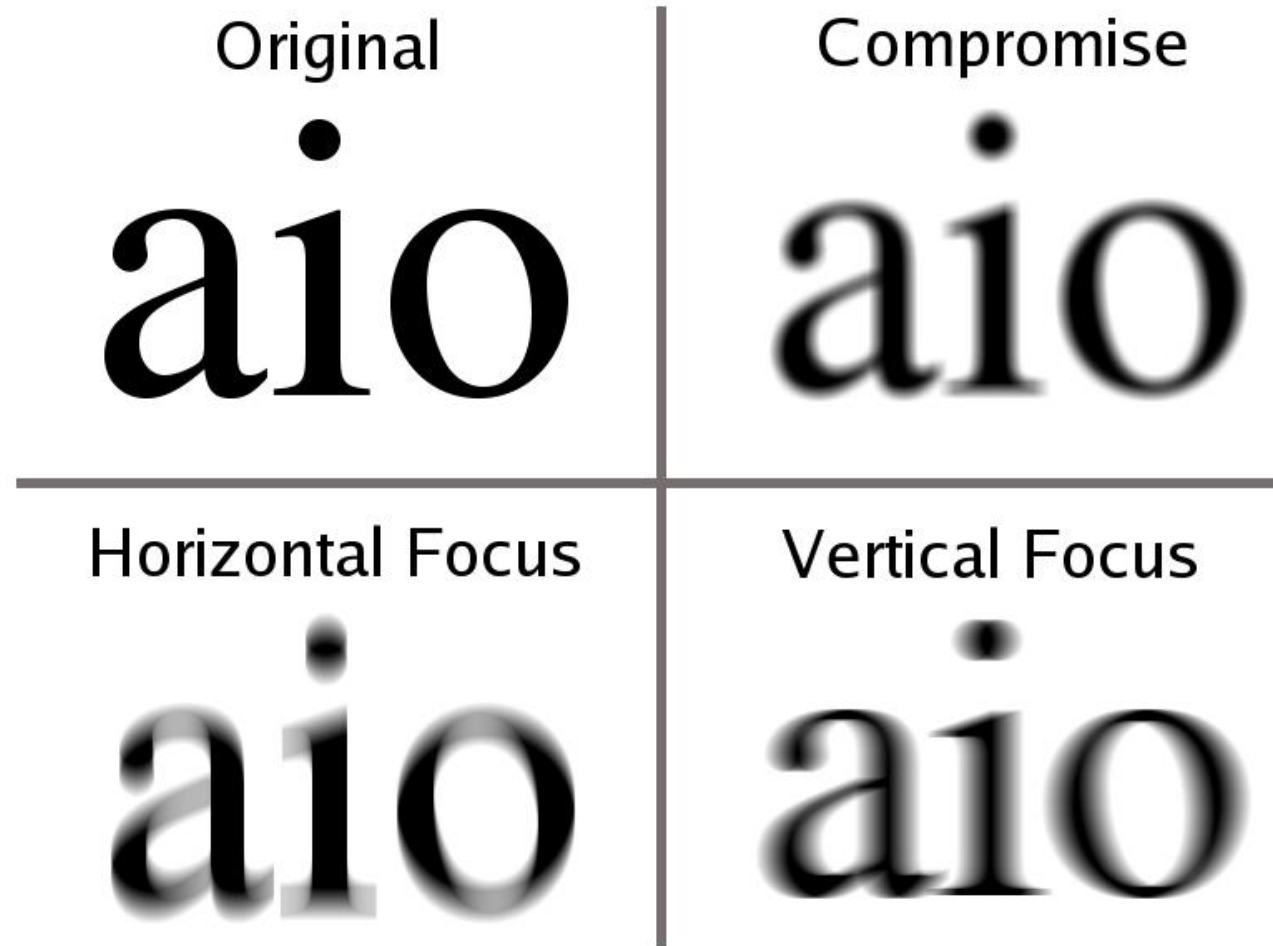 Original
aio
Compromise
aio
Horizontal Focus
aio
Vertical Focus
aio